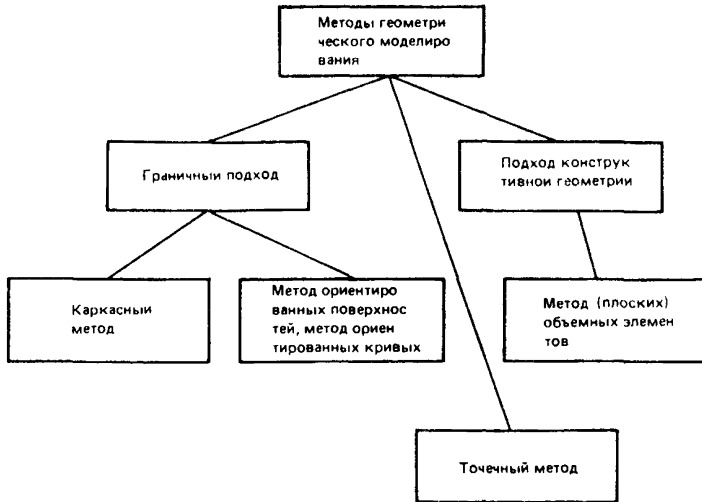 Методы геометри
ческого моделиро
вания
Граничный подход
Подход конструк
тивной геометрии
Каркасный
метод
Метод ориентиро
ванных поверхнос
тей, метод ориен
тированных кривых
Метод (плоских)
объемных элемен
тов
Точечный метод